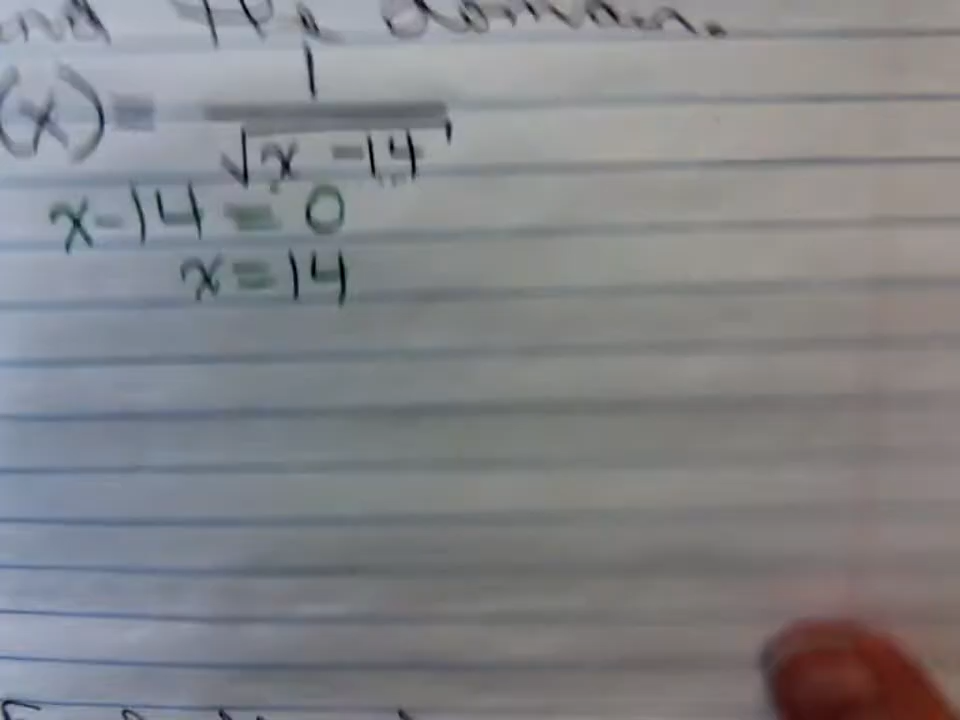 the domain.
(x) = 1/√x - 14
x - 14 = 0
x = 14